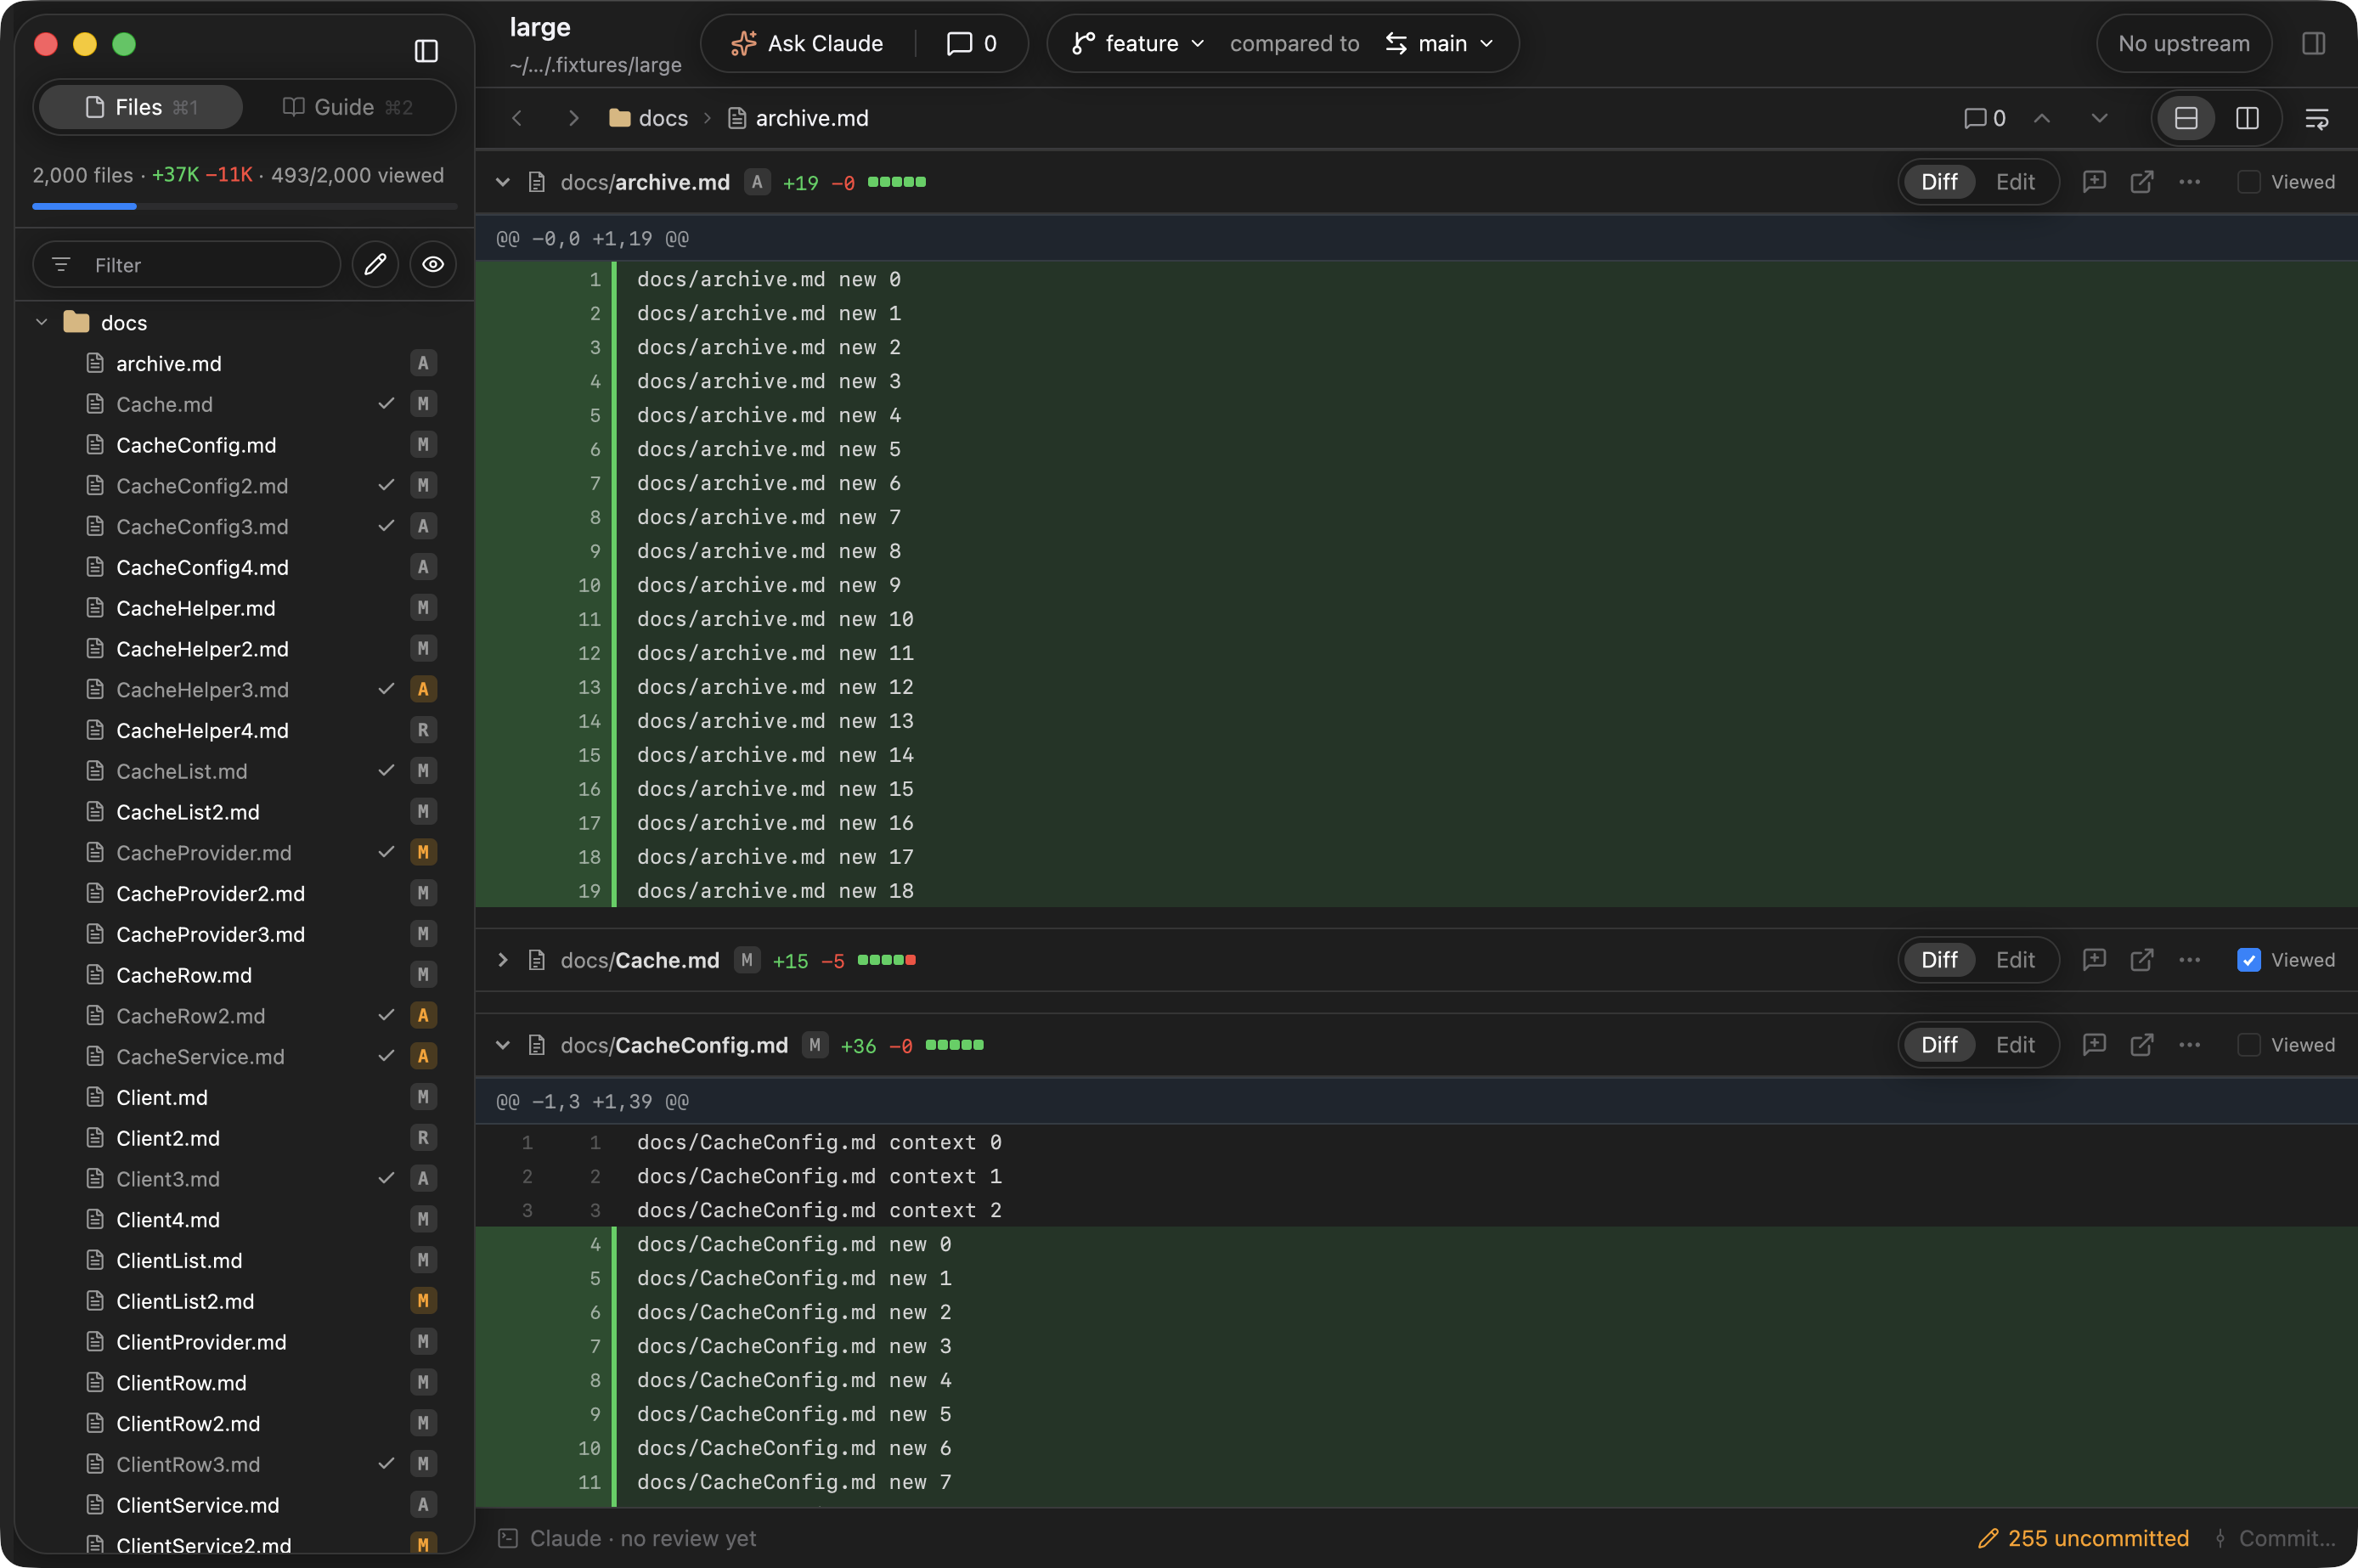 large
~/.../.fixtures/large
Ask Claude 0
feature compared to main
No upstream
Files ⌘1 Guide ⌘2
2,000 files · +37K −11K · 493/2,000 viewed
Filter
docs
archive.md A
Cache.md M
CacheConfig.md M
CacheConfig2.md M
CacheConfig3.md A
CacheConfig4.md A
CacheHelper.md M
CacheHelper2.md M
CacheHelper3.md A
CacheHelper4.md R
CacheList.md M
CacheList2.md M
CacheProvider.md M
CacheProvider2.md M
CacheProvider3.md M
CacheRow.md M
CacheRow2.md A
CacheService.md A
Client.md M
Client2.md R
Client3.md A
Client4.md M
ClientList.md M
ClientList2.md M
ClientProvider.md M
ClientRow.md M
ClientRow2.md M
ClientRow3.md M
ClientService.md A
ClientService2.md M
docs › archive.md 0
docs/archive.md A +19 −0 Diff Edit Viewed
@@ −0,0 +1,19 @@
1 docs/archive.md new 0
2 docs/archive.md new 1
3 docs/archive.md new 2
4 docs/archive.md new 3
5 docs/archive.md new 4
6 docs/archive.md new 5
7 docs/archive.md new 6
8 docs/archive.md new 7
9 docs/archive.md new 8
10 docs/archive.md new 9
11 docs/archive.md new 10
12 docs/archive.md new 11
13 docs/archive.md new 12
14 docs/archive.md new 13
15 docs/archive.md new 14
16 docs/archive.md new 15
17 docs/archive.md new 16
18 docs/archive.md new 17
19 docs/archive.md new 18
docs/Cache.md M +15 −5 Diff Edit Viewed
docs/CacheConfig.md M +36 −0 Diff Edit Viewed
@@ −1,3 +1,39 @@
1 1 docs/CacheConfig.md context 0
2 2 docs/CacheConfig.md context 1
3 3 docs/CacheConfig.md context 2
4 docs/CacheConfig.md new 0
5 docs/CacheConfig.md new 1
6 docs/CacheConfig.md new 2
7 docs/CacheConfig.md new 3
8 docs/CacheConfig.md new 4
9 docs/CacheConfig.md new 5
10 docs/CacheConfig.md new 6
11 docs/CacheConfig.md new 7
Claude · no review yet
255 uncommitted Commit...